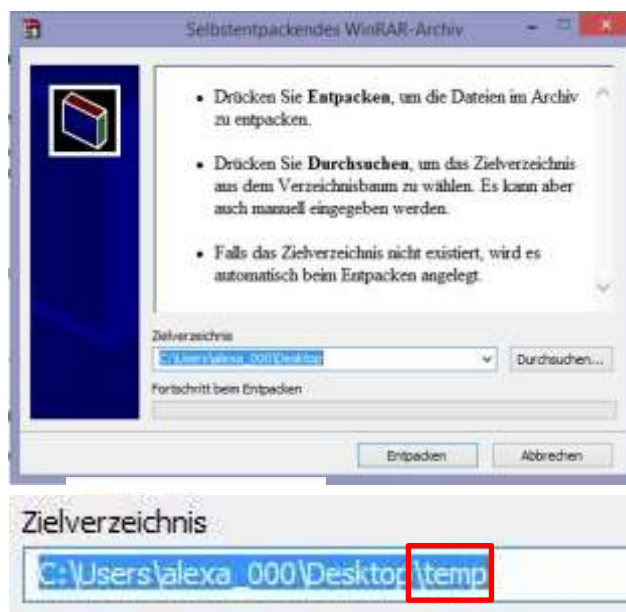 Selbstentpackendes WinRAR-Archiv
• Drücken Sie Entpacken, um die Dateien im Archiv
zu entpacken.
• Drücken Sie Durchsuchen, um das Zielverzeichnis
aus dem Verzeichnisbaum zu wählen. Es kann aber
auch manuell eingegeben werden.
• Falls das Zielverzeichnis nicht existiert, wird es
automatisch beim Entpacken angelegt.
Zielverzeichnis
C:\Users\alexa_000\Desktop
Durchsuchen...
Fortschritt beim Entpacken
Entpacken
Abbrechen
Zielverzeichnis
C:\Users\alexa_000\Desktop\temp